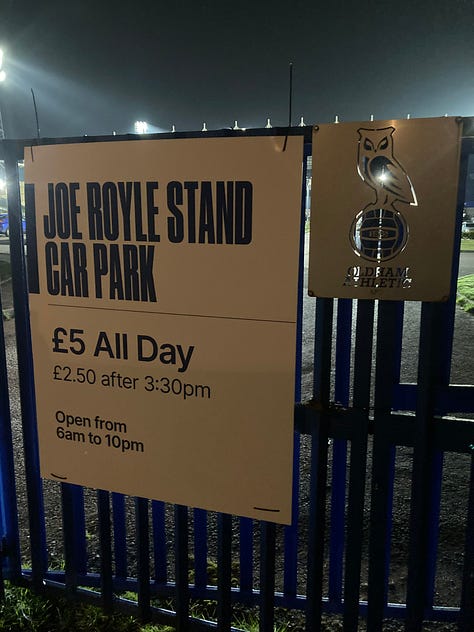 JOE ROYLE STAND
CAR PARK
£5 All Day
£2.50 after 3:30pm
Open from
6am to 10pm
OLDHAM
ATHLETIC